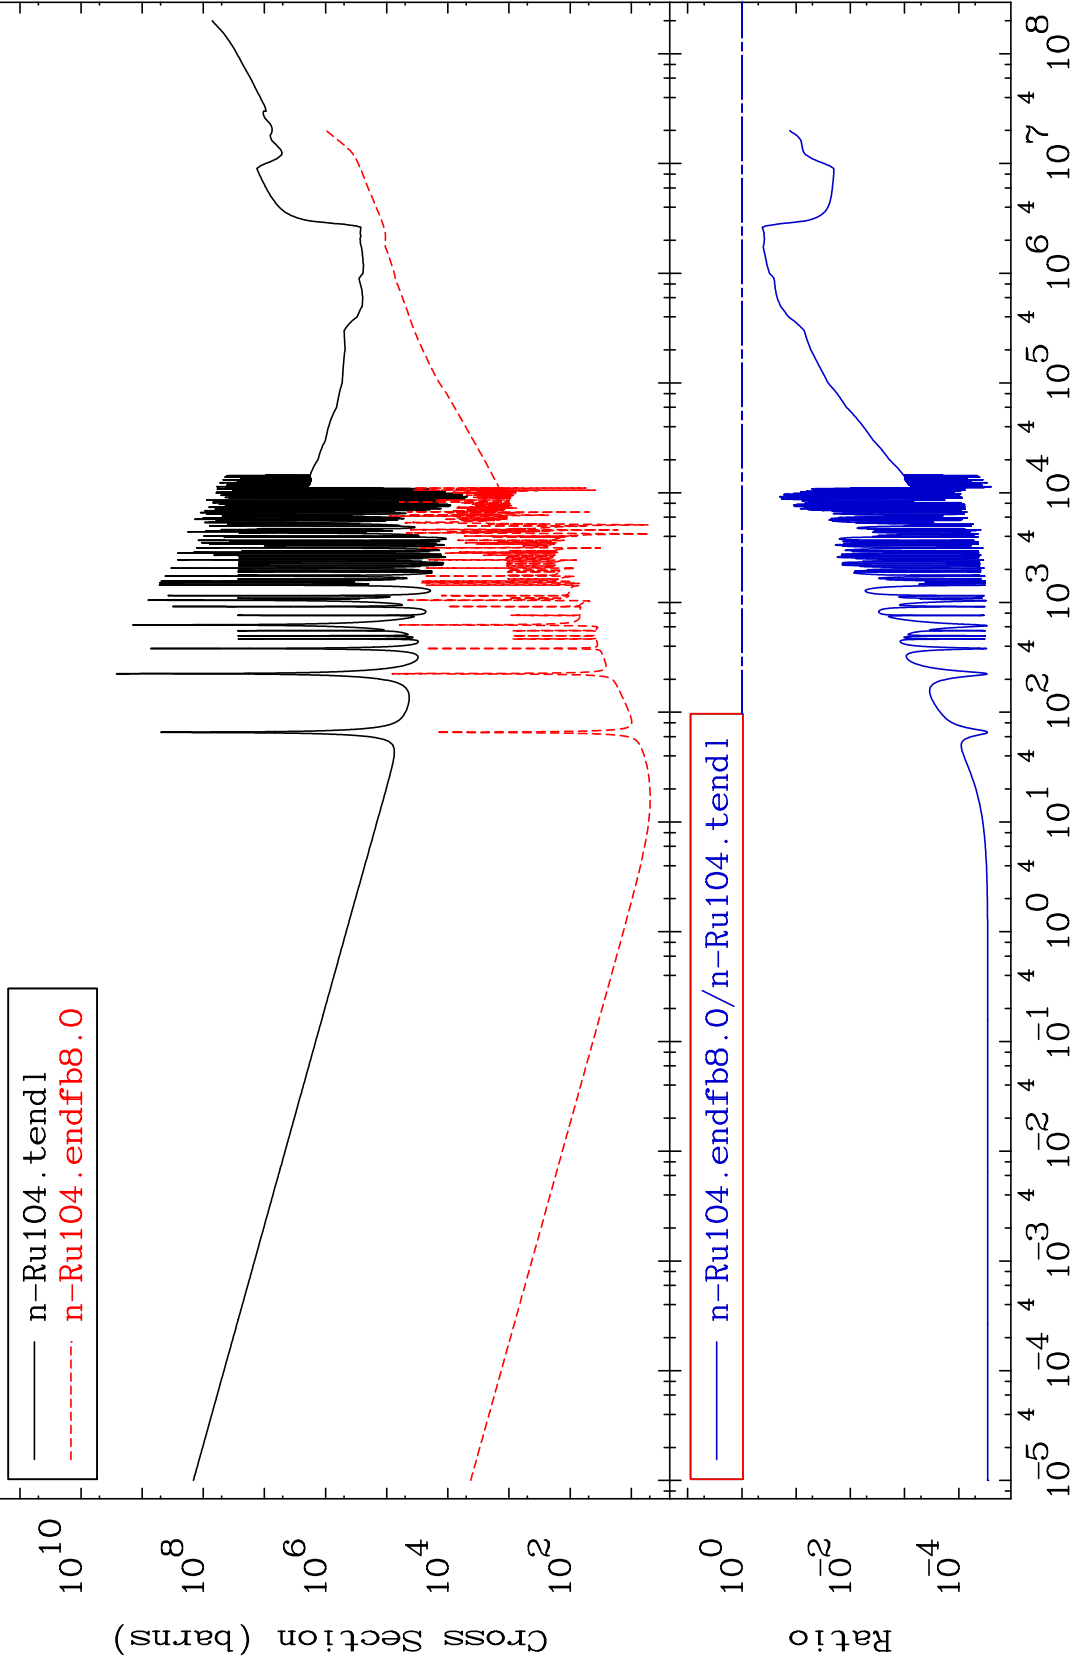 n-Ru104.tendl
n-Ru104.endfb8.0
10^10
10^8
10^6
10^4
10^2
Cross Section (barns)
n-Ru104.endfb8.0/n-Ru104.tendl
10^0
10^-2
10^-4
Ratio
10^-5 4 10^-4 4 10^-3 4 10^-2 4 10^-1 4 10^0 4 10^1 4 10^2 4 10^3 4 10^4 4 10^5 4 10^6 4 10^7 4 10^8